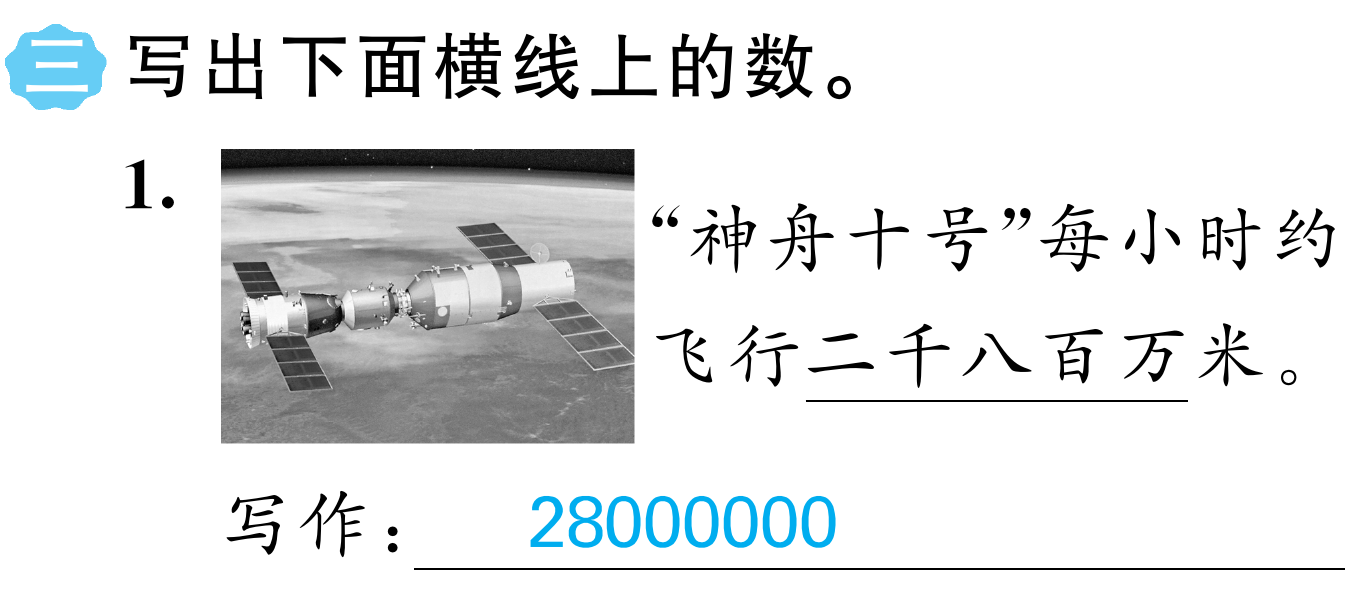 三 写出下面横线上的数。
1.
“神舟十号”每小时约
飞行二千八百万米。
写作：28000000